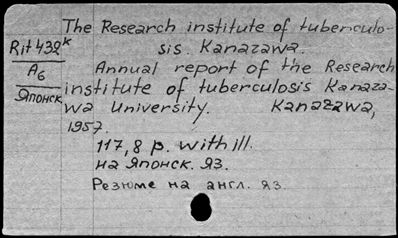 The Research institute of tuberculo-
sis. Kanazawa.
Rit 432к
A6
Японск
Annual report of the Research
institute of tuberculosis Kanaza-
wa University. Kanazawa,
1957.
117,8 p. with ill.
на Японск. яз.
Резюме на англ. яз.